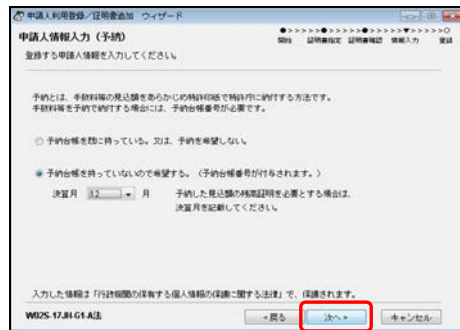 申請人利用登録／証明書追加 ウィザード
申請人情報入力（予納）
●>>>>>●>>>>>●>>>>>▼>>>>>○
開始 証明書指定 証明書確認 情報入力 登録
登録する申請人情報を入力してください。
予納とは、手数料等の見込額をあらかじめ特許印紙で特許庁に納付する方法です。
手数料等を予納で納付する場合には、予納台帳番号が必要です。
予納台帳を既に持っている。又は、予納を希望しない。
予納台帳を持っていないので希望する。（予納台帳番号が付与されます。）
決算月 12 月 予納した見込額の残高証明を必要とする場合は、
決算月を記載してください。
入力した情報は「行政機関の保有する個人情報の保護に関する法律」で、保護されます。
W02S-17.JH-G1-A法
<戻る 次へ> キャンセル